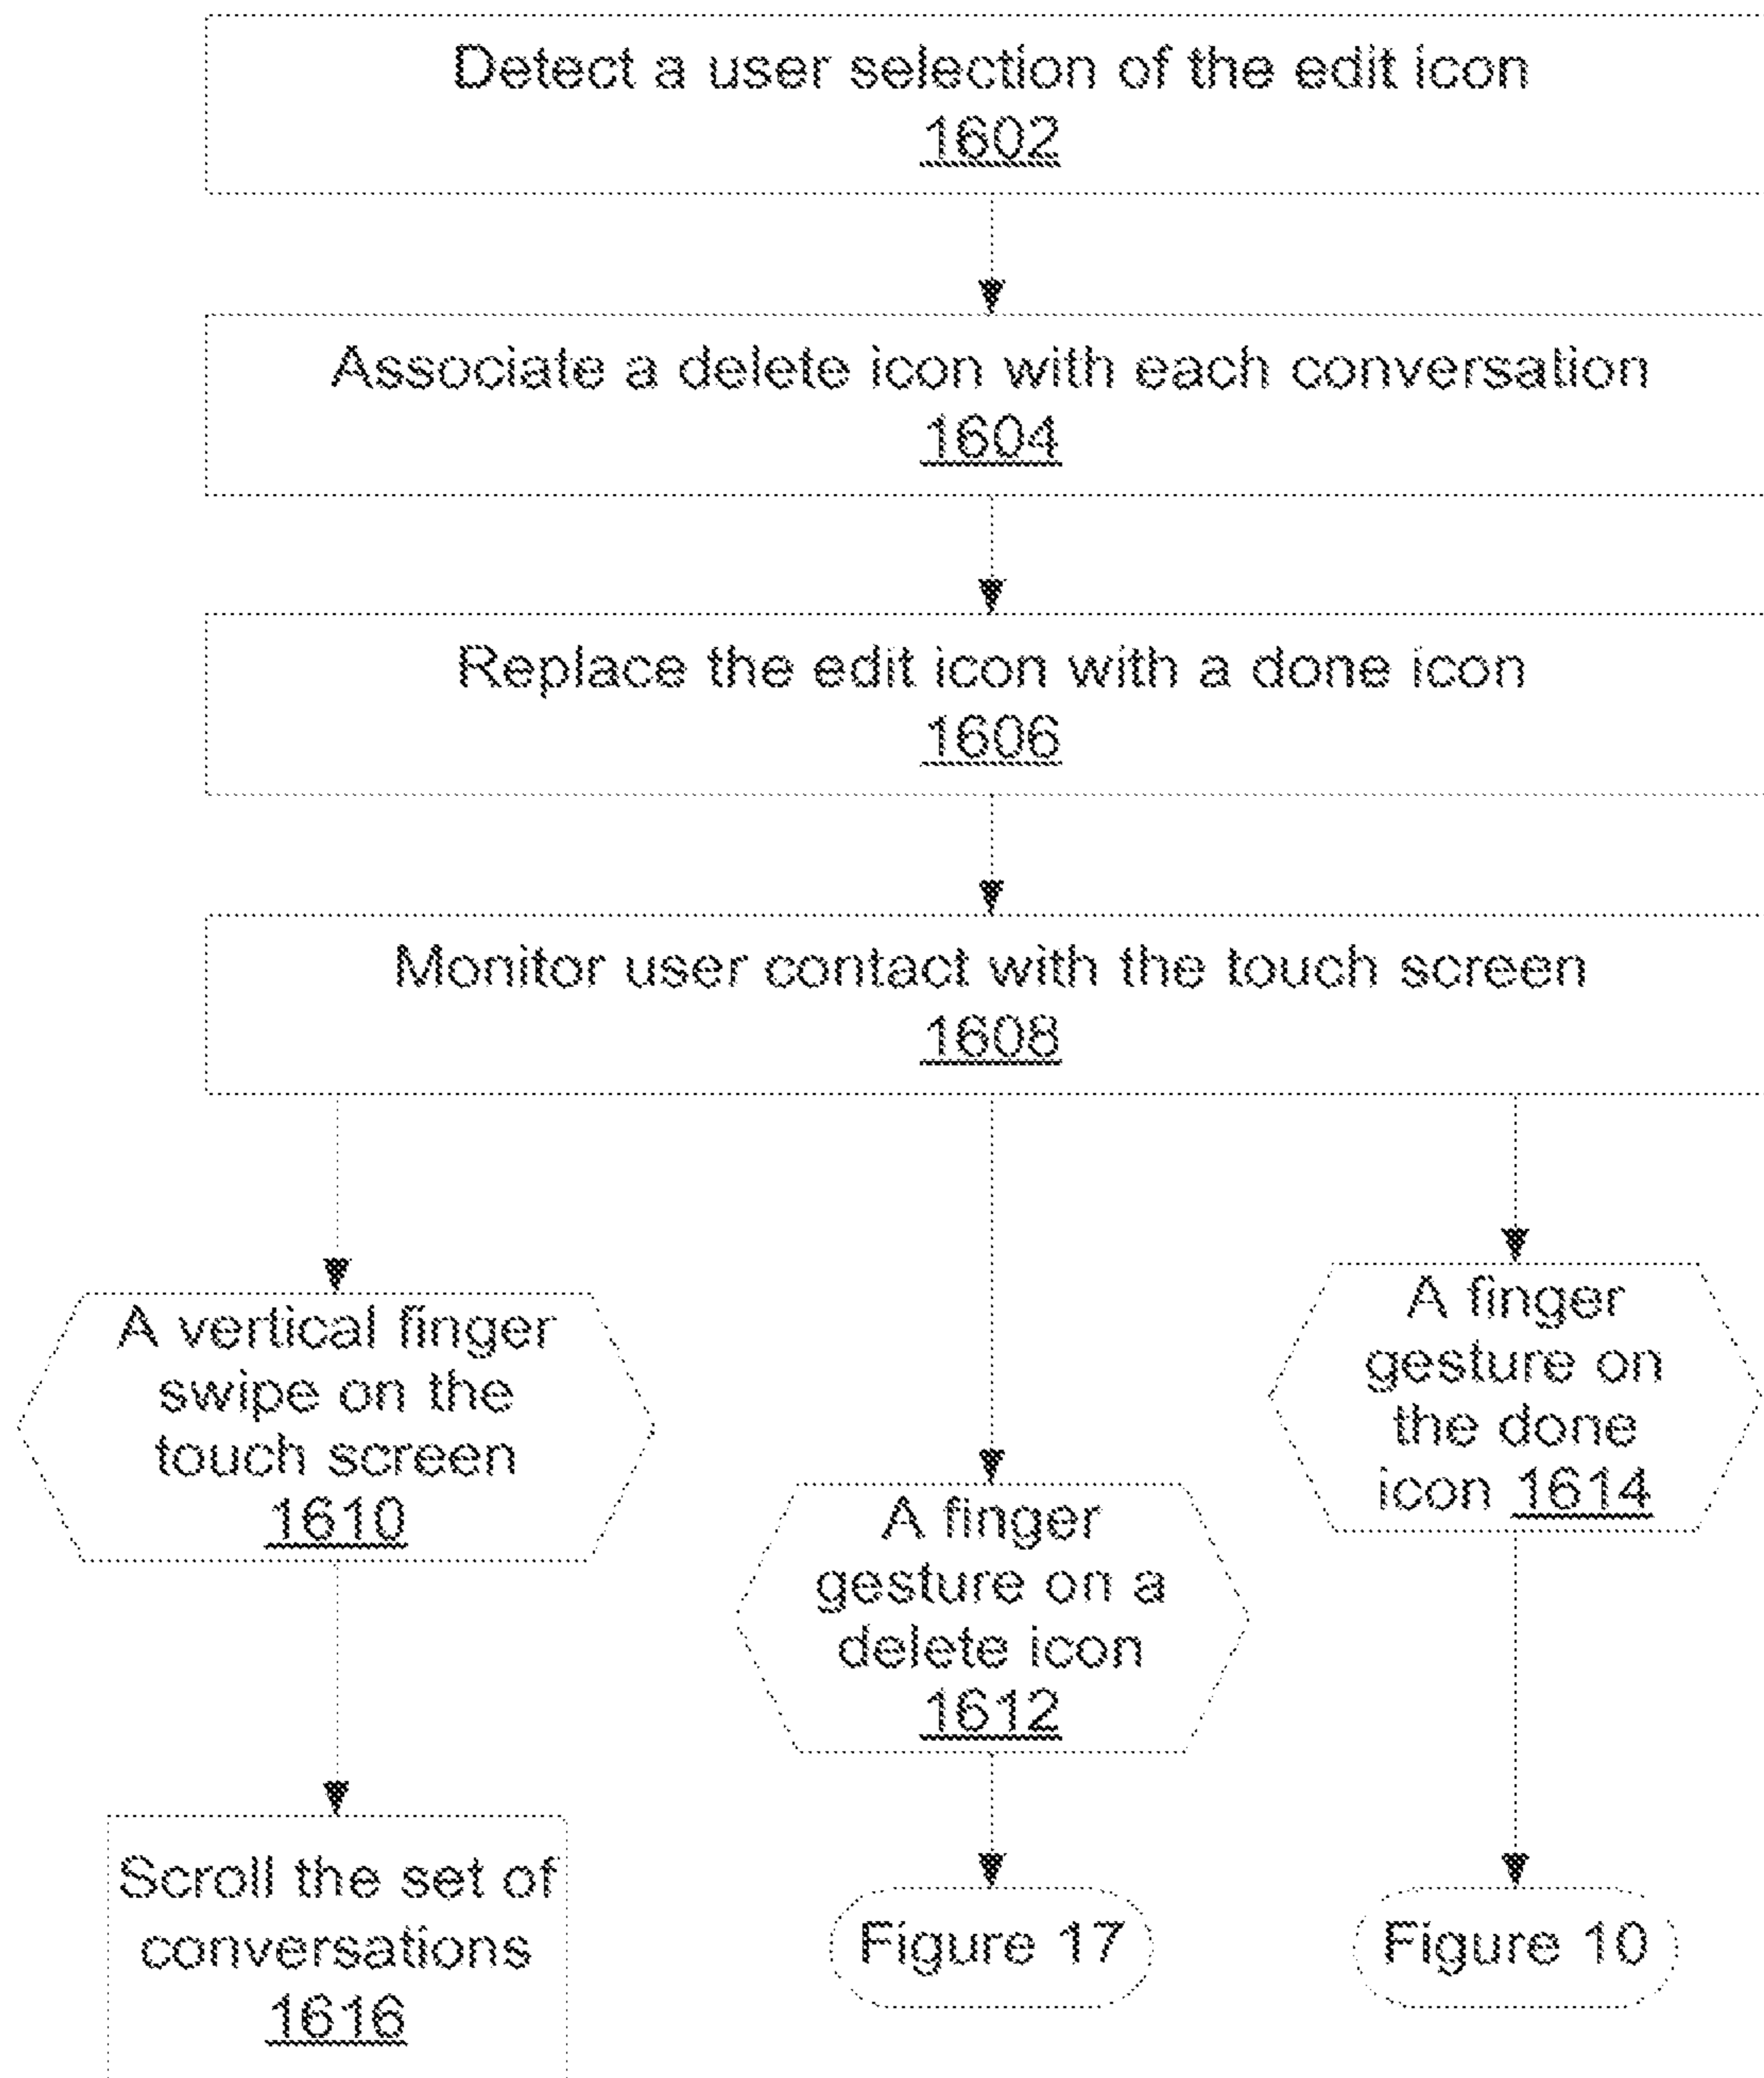 Detect a user selection of the edit icon
1602
Associate a delete icon with each conversation
1604
Replace the edit icon with a done icon
1606
Monitor user contact with the touch screen
1608
A vertical finger
swipe on the
touch screen
1610
A finger
gesture on a
delete icon
1612
A finger
gesture on
the done
icon 1614
Scroll the set of
conversations
1616
Figure 17
Figure 10